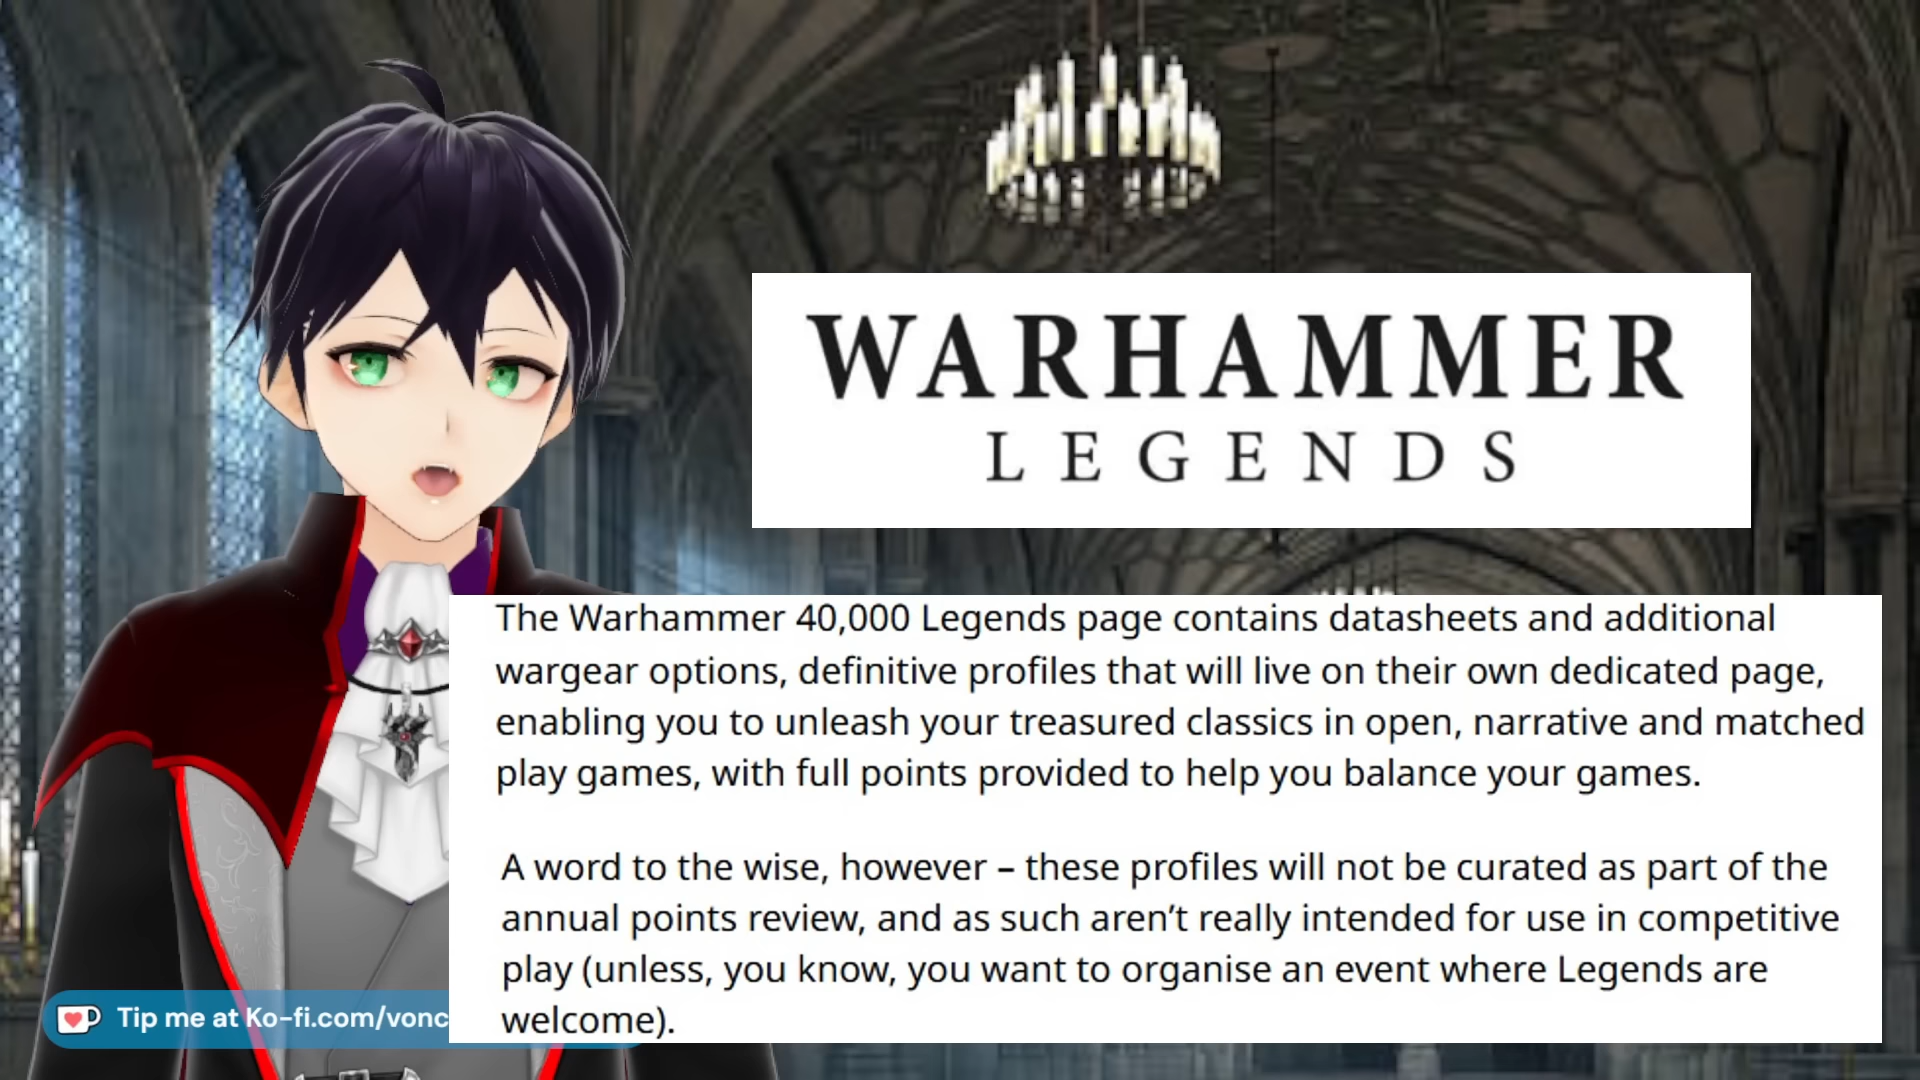 WARHAMMER
LEGENDS
The Warhammer 40,000 Legends page contains datasheets and additional
wargear options, definitive profiles that will live on their own dedicated page,
enabling you to unleash your treasured classics in open, narrative and matched
play games, with full points provided to help you balance your games.
A word to the wise, however – these profiles will not be curated as part of the
annual points review, and as such aren’t really intended for use in competitive
play (unless, you know, you want to organise an event where Legends are
welcome).
Tip me at Ko-fi.com/vonc